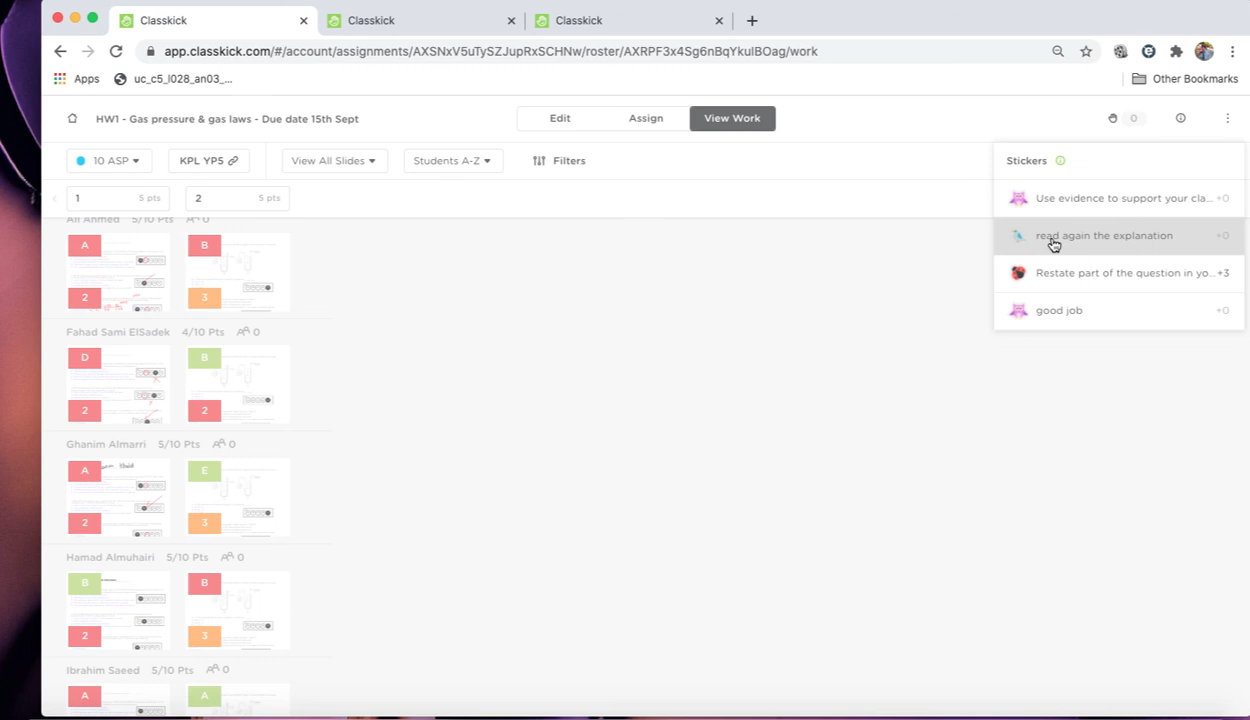 Classkick
Classkick
Classkick
app.classkick.com/#/account/assignments/AXSNxV5uTySZJupRxSCHNw/roster/AXRPF3x4Sg6nBqYkulBOag/work
Apps
uc_c5_l028_an03_...
Other Bookmarks
HW1 - Gas pressure & gas laws - Due date 15th Sept
Edit
Assign
View Work
0
10 ASP
KPL YP5
View All Slides
Students A-Z
Filters
Stickers
1 5 pts
2 5 pts
Use evidence to support your cla... +0
read again the explanation +0
Restate part of the question in yo... +3
good job +0
Ali Ahmed 5/10 Pts 0
A
B
2
3
Fahad Sami ElSadek 4/10 Pts 0
D
B
2
2
Ghanim Almarri 5/10 Pts 0
A
E
2
3
Hamad Almuhairi 5/10 Pts 0
B
B
2
3
Ibrahim Saeed 5/10 Pts 0
A
A